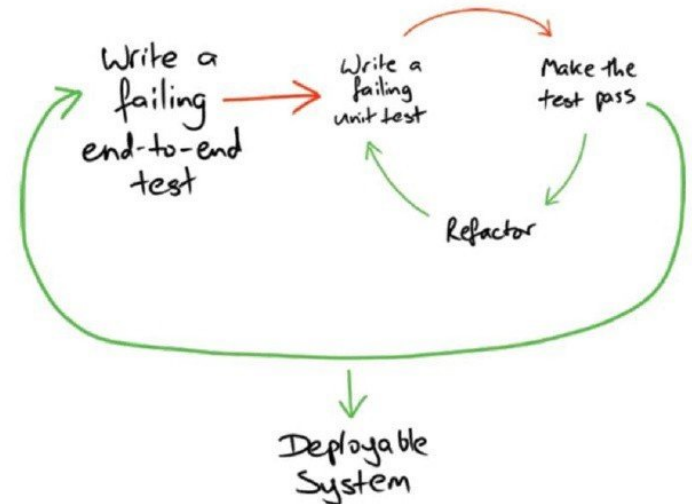 Write a
failing
end-to-end
test
Write a
failing
unit test
Make the
test pass
Refactor
Deployable
System